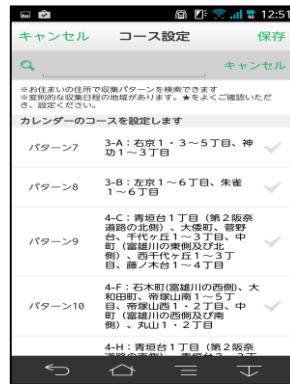 12:51
キャンセル コース設定 保存
キャンセル
※お住まいの住所で収集パターンを検索できます
※変則的な収集日程の地域があります。★をよくご確認いただ
き、設定ください。
カレンダーのコースを設定します
パターン7
3-A：右京1・3～5丁目、神
功1～3丁目
パターン8
3-B：左京1～6丁目、朱雀
1～6丁目
パターン9
4-C：青垣台1丁目（第2阪奈
道路の北側）、大倭町、菅野
台、千代ヶ丘1～3丁目、中
町（富雄川の東側及び北
側）、西千代ヶ丘1～3丁
目、藤ノ木台1～4丁目
パターン10
4-F：石木町(富雄川の西側)、大
和田町、帝塚山南1～5丁
目、帝塚山西1・2丁目、中
町（富雄川の西側及び南
側）、丸山1・2丁目
4-H：青垣台1丁目（第2阪奈